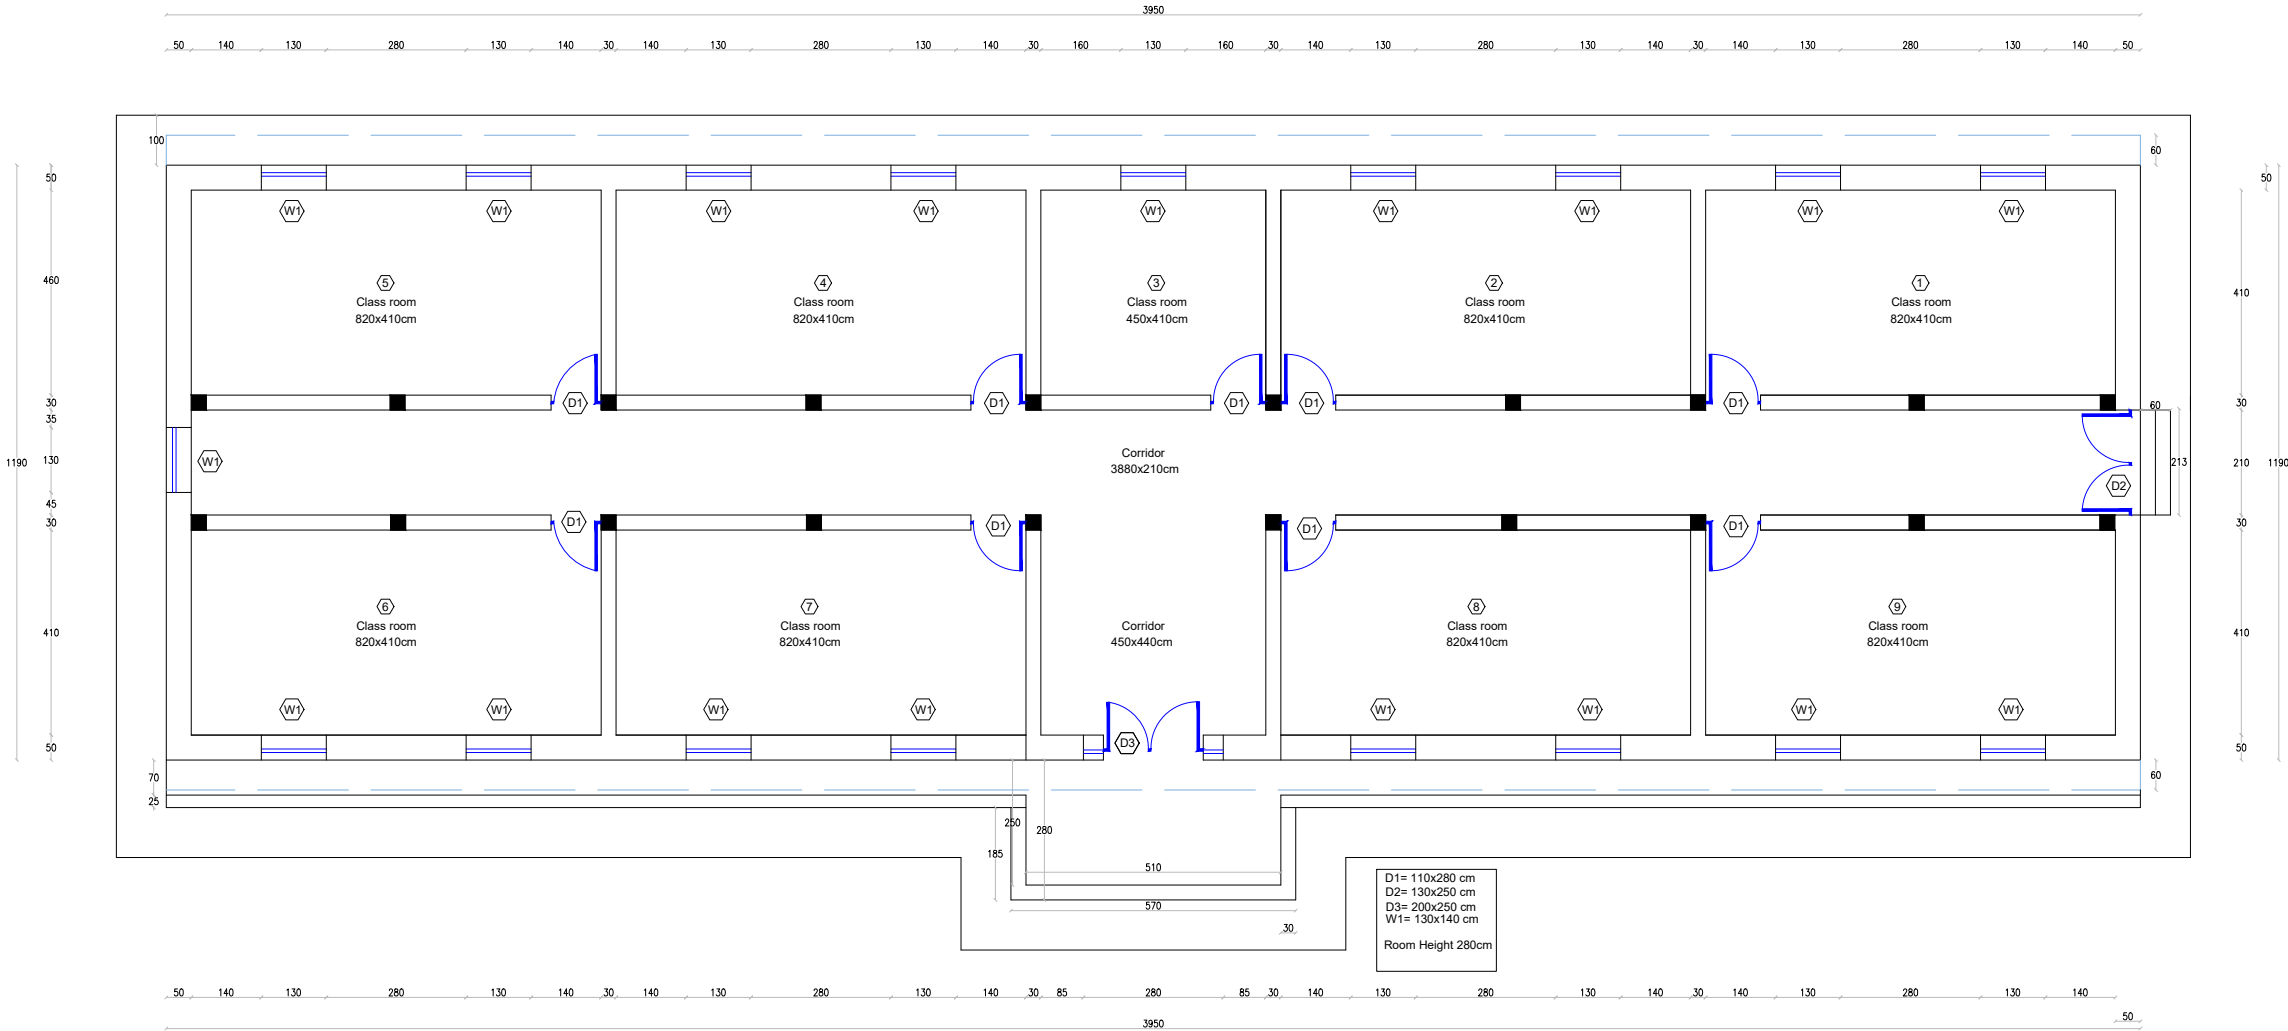 3950
50 140 130 280 130 140 30 140 130 280 130 140 30 160 130 160 30 140 130 280 130 140 30 140 130 280 130 140 50
100
60
50
50
W1 W1 W1 W1 W1 W1 W1 W1 W1
460
5 4 3 2 1
Class room Class room Class room Class room Class room
820x410cm 820x410cm 450x410cm 820x410cm 820x410cm
410
30 D1 D1 D1 D1 D1 60 30
35
Corridor
3880x210cm
1190 130 W1 213 210 1190
D2
45
30 D1 D1 D1 D1 30
6 7 8 9
Class room Class room Corridor Class room Class room
820x410cm 820x410cm 450x440cm 820x410cm 820x410cm
410 410
W1 W1 W1 W1 W1 W1 W1 W1
50 D3 50
70 60
25
250 280
185
510
570
30
D1= 110x280 cm
D2= 130x250 cm
D3= 200x250 cm
W1= 130x140 cm
Room Height 280cm
50 140 130 280 130 140 30 140 130 280 130 140 30 85 280 85 30 140 130 280 130 140 30 140 130 280 130 140
50
3950